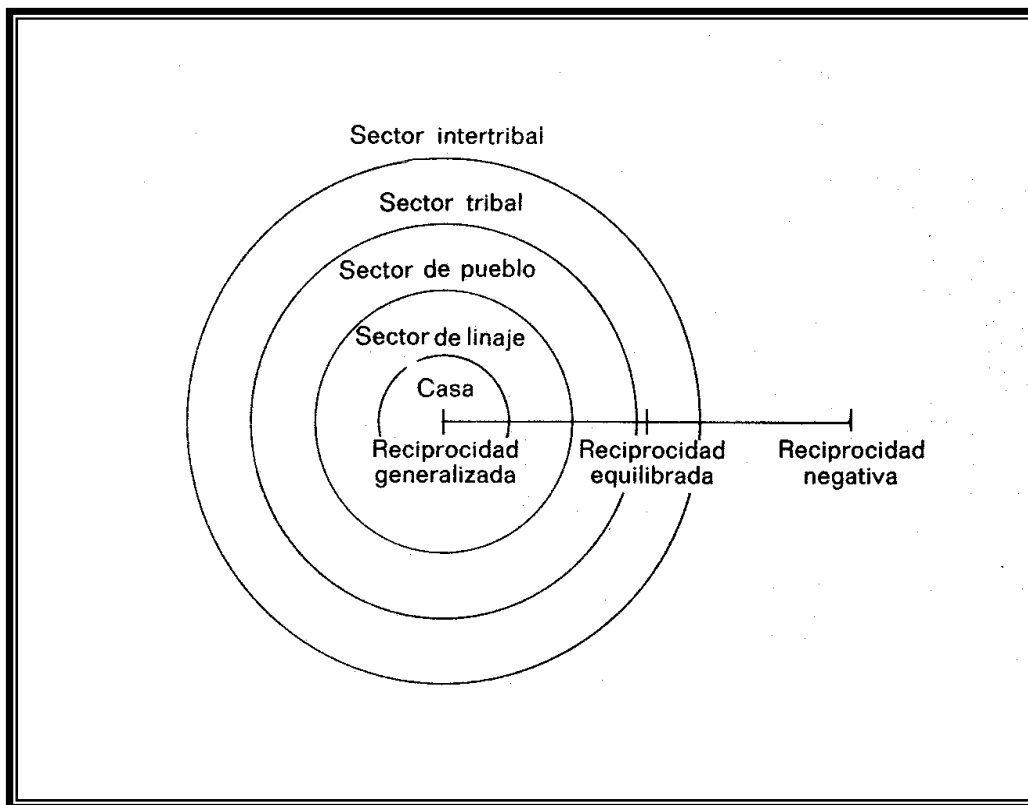 Sector intertribal
Sector tribal
Sector de pueblo
Sector de linaje
Casa
Reciprocidad
generalizada
Reciprocidad
equilibrada
Reciprocidad
negativa